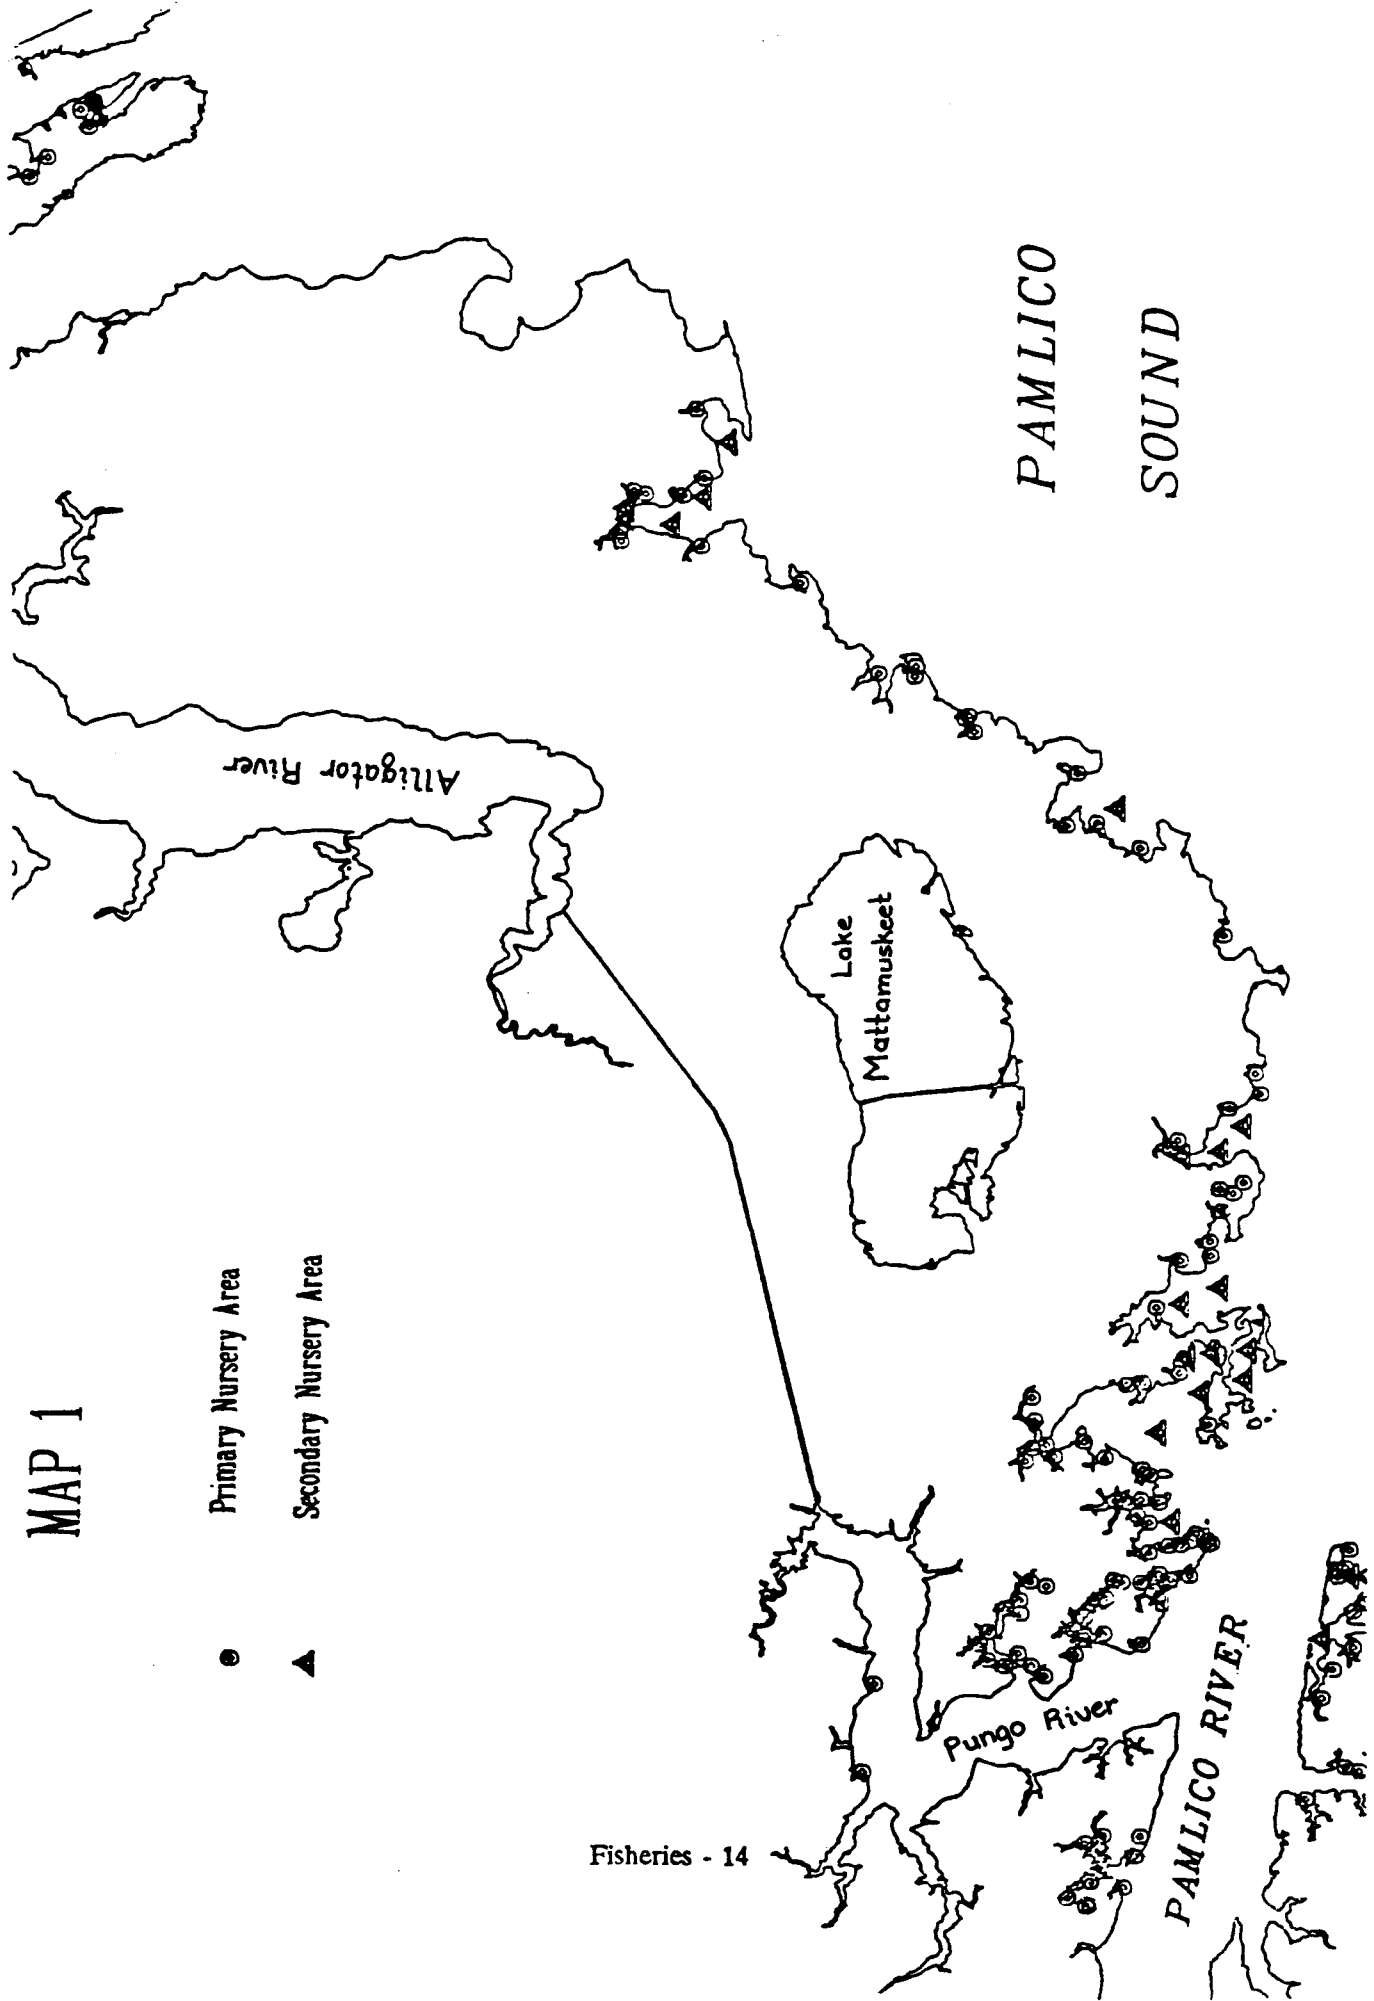 MAP 1
Primary Nursery Area
Secondary Nursery Area
Alligator River
Lake
Mattamuskeet
PAMLICO
SOUND
Pungo River
PAMLICO RIVER
Fisheries - 14